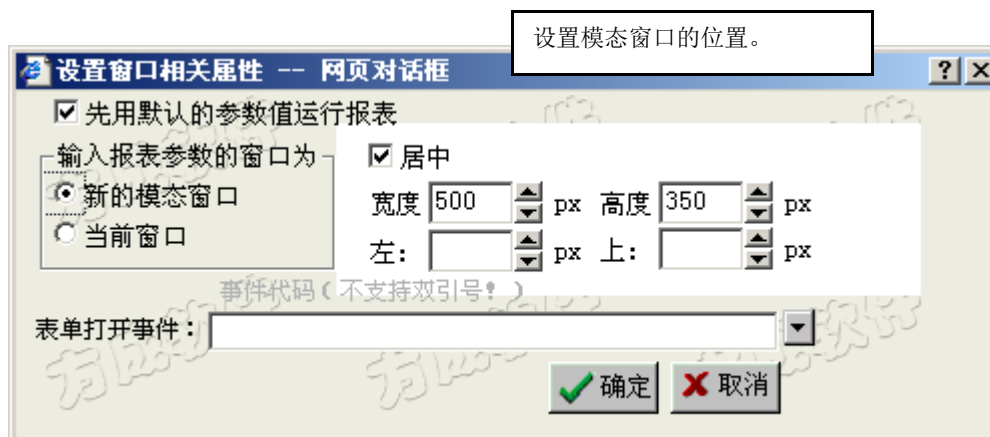 设置模态窗口的位置。
设置窗口相关属性 -- 网页对话框
先用默认的参数值运行报表
输入报表参数的窗口为
居中
新的模态窗口
宽度 500 px 高度 350 px
当前窗口
左: px 上: px
事件代码(不支持双引号!)
表单打开事件:
确定 取消